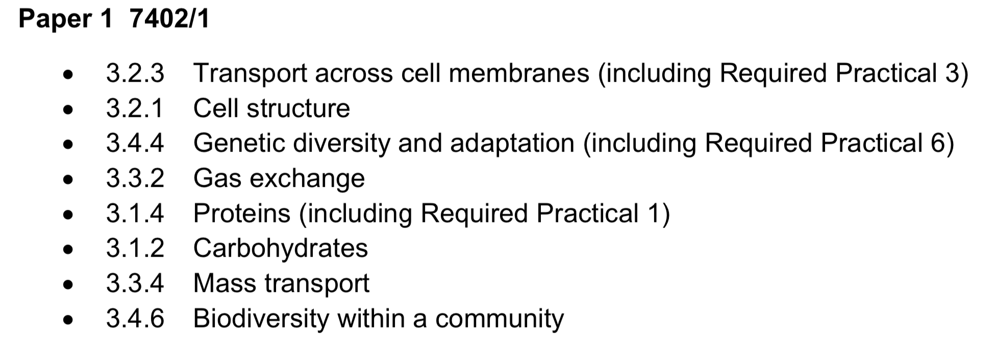 Paper 1 7402/1
• 3.2.3 Transport across cell membranes (including Required Practical 3)
• 3.2.1 Cell structure
• 3.4.4 Genetic diversity and adaptation (including Required Practical 6)
• 3.3.2 Gas exchange
• 3.1.4 Proteins (including Required Practical 1)
• 3.1.2 Carbohydrates
• 3.3.4 Mass transport
• 3.4.6 Biodiversity within a community